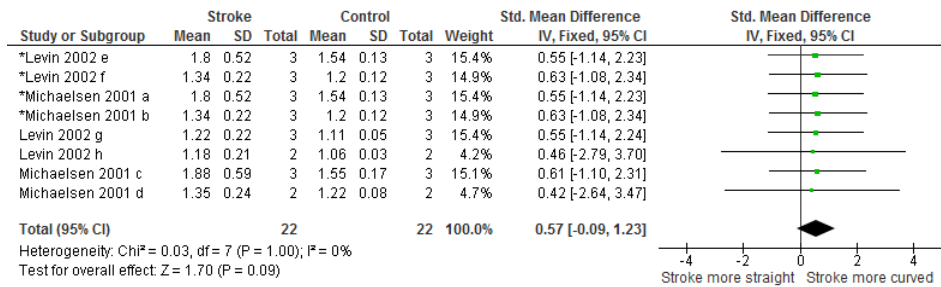 Stroke Control Std. Mean Difference Std. Mean Difference
Study or Subgroup Mean SD Total Mean SD Total Weight IV, Fixed, 95% CI IV, Fixed, 95% CI
*Levin 2002 e 1.8 0.52 3 1.54 0.13 3 15.4% 0.55 [-1.14, 2.23]
*Levin 2002 f 1.34 0.22 3 1.2 0.12 3 14.9% 0.63 [-1.08, 2.34]
*Michaelsen 2001 a 1.8 0.52 3 1.54 0.13 3 15.4% 0.55 [-1.14, 2.23]
*Michaelsen 2001 b 1.34 0.22 3 1.2 0.12 3 14.9% 0.63 [-1.08, 2.34]
Levin 2002 g 1.22 0.22 3 1.11 0.05 3 15.4% 0.55 [-1.14, 2.24]
Levin 2002 h 1.18 0.21 2 1.06 0.03 2 4.2% 0.46 [-2.79, 3.70]
Michaelsen 2001 c 1.88 0.59 3 1.55 0.17 3 15.1% 0.61 [-1.10, 2.31]
Michaelsen 2001 d 1.35 0.24 2 1.22 0.08 2 4.7% 0.42 [-2.64, 3.47]
Total (95% CI) 22 22 100.0% 0.57 [-0.09, 1.23]
Heterogeneity: Chi² = 0.03, df = 7 (P = 1.00); I² = 0%
Test for overall effect: Z = 1.70 (P = 0.09)
-4 -2 0 2 4
Stroke more straight Stroke more curved